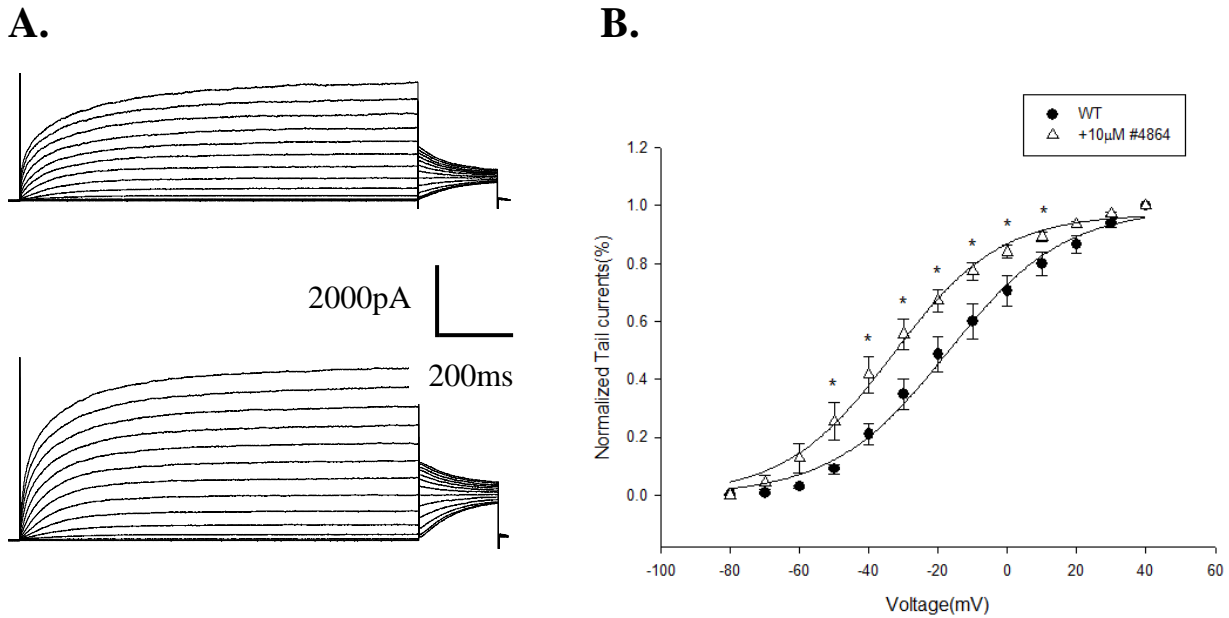 A.
B.
2000pA
200ms
WT
+10µM #4864
Normalized Tail currents(%)
1.2
1.0
0.8
0.6
0.4
0.2
0.0
* * * * * * *
-100 -80 -60 -40 -20 0 20 40 60
Voltage(mV)